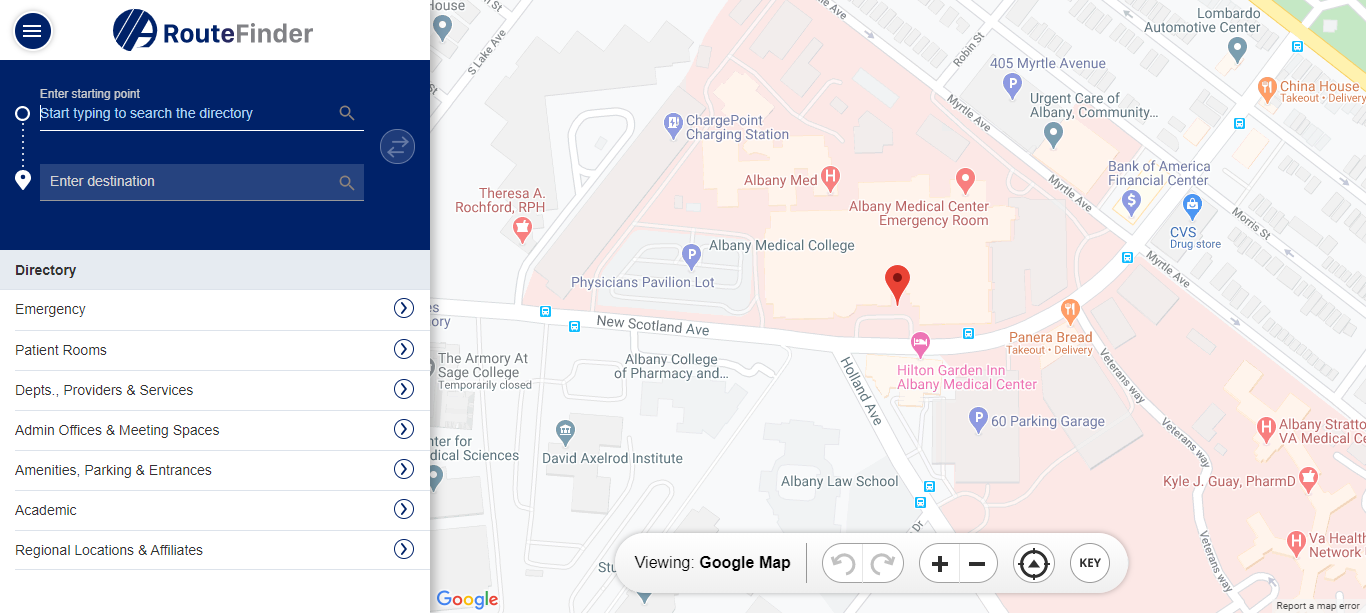 RouteFinder
Enter starting point
Start typing to search the directory
Enter destination
Directory
Emergency
Patient Rooms
Depts., Providers & Services
Admin Offices & Meeting Spaces
Amenities, Parking & Entrances
Academic
Regional Locations & Affiliates
House
S Lake Ave
Ave
Robin St
Lombardo
Automotive Center
405 Myrtle Avenue
P
China House
Takeout • Delivery
Myrtle Ave
Urgent Care of
Albany, Community...
ChargePoint
Charging Station
Bank of America
Financial Center
$
Myrtle Ave
Albany Med
H
Theresa A.
Rochford, RPH
Albany Medical Center
Emergency Room
Morris St
CVS
Drug store
Albany Medical College
P
Physicians Pavilion Lot
Myrtle Ave
es
ory
New Scotland Ave
Panera Bread
Takeout • Delivery
The Armory At
Sage College
Temporarily closed
Albany College
of Pharmacy and...
Holland Ave
Hilton Garden Inn
Albany Medical Center
Veterans way
P
60 Parking Garage
H
Albany Stratto
VA Medical Ce
nter for
dical Sciences
David Axelrod Institute
Veterans way
Albany Law School
Kyle J. Guay, PharmD
Dr
H
Va Health
Network
Veterans way
Stu
Viewing: Google Map
KEY
Google
Report a map error